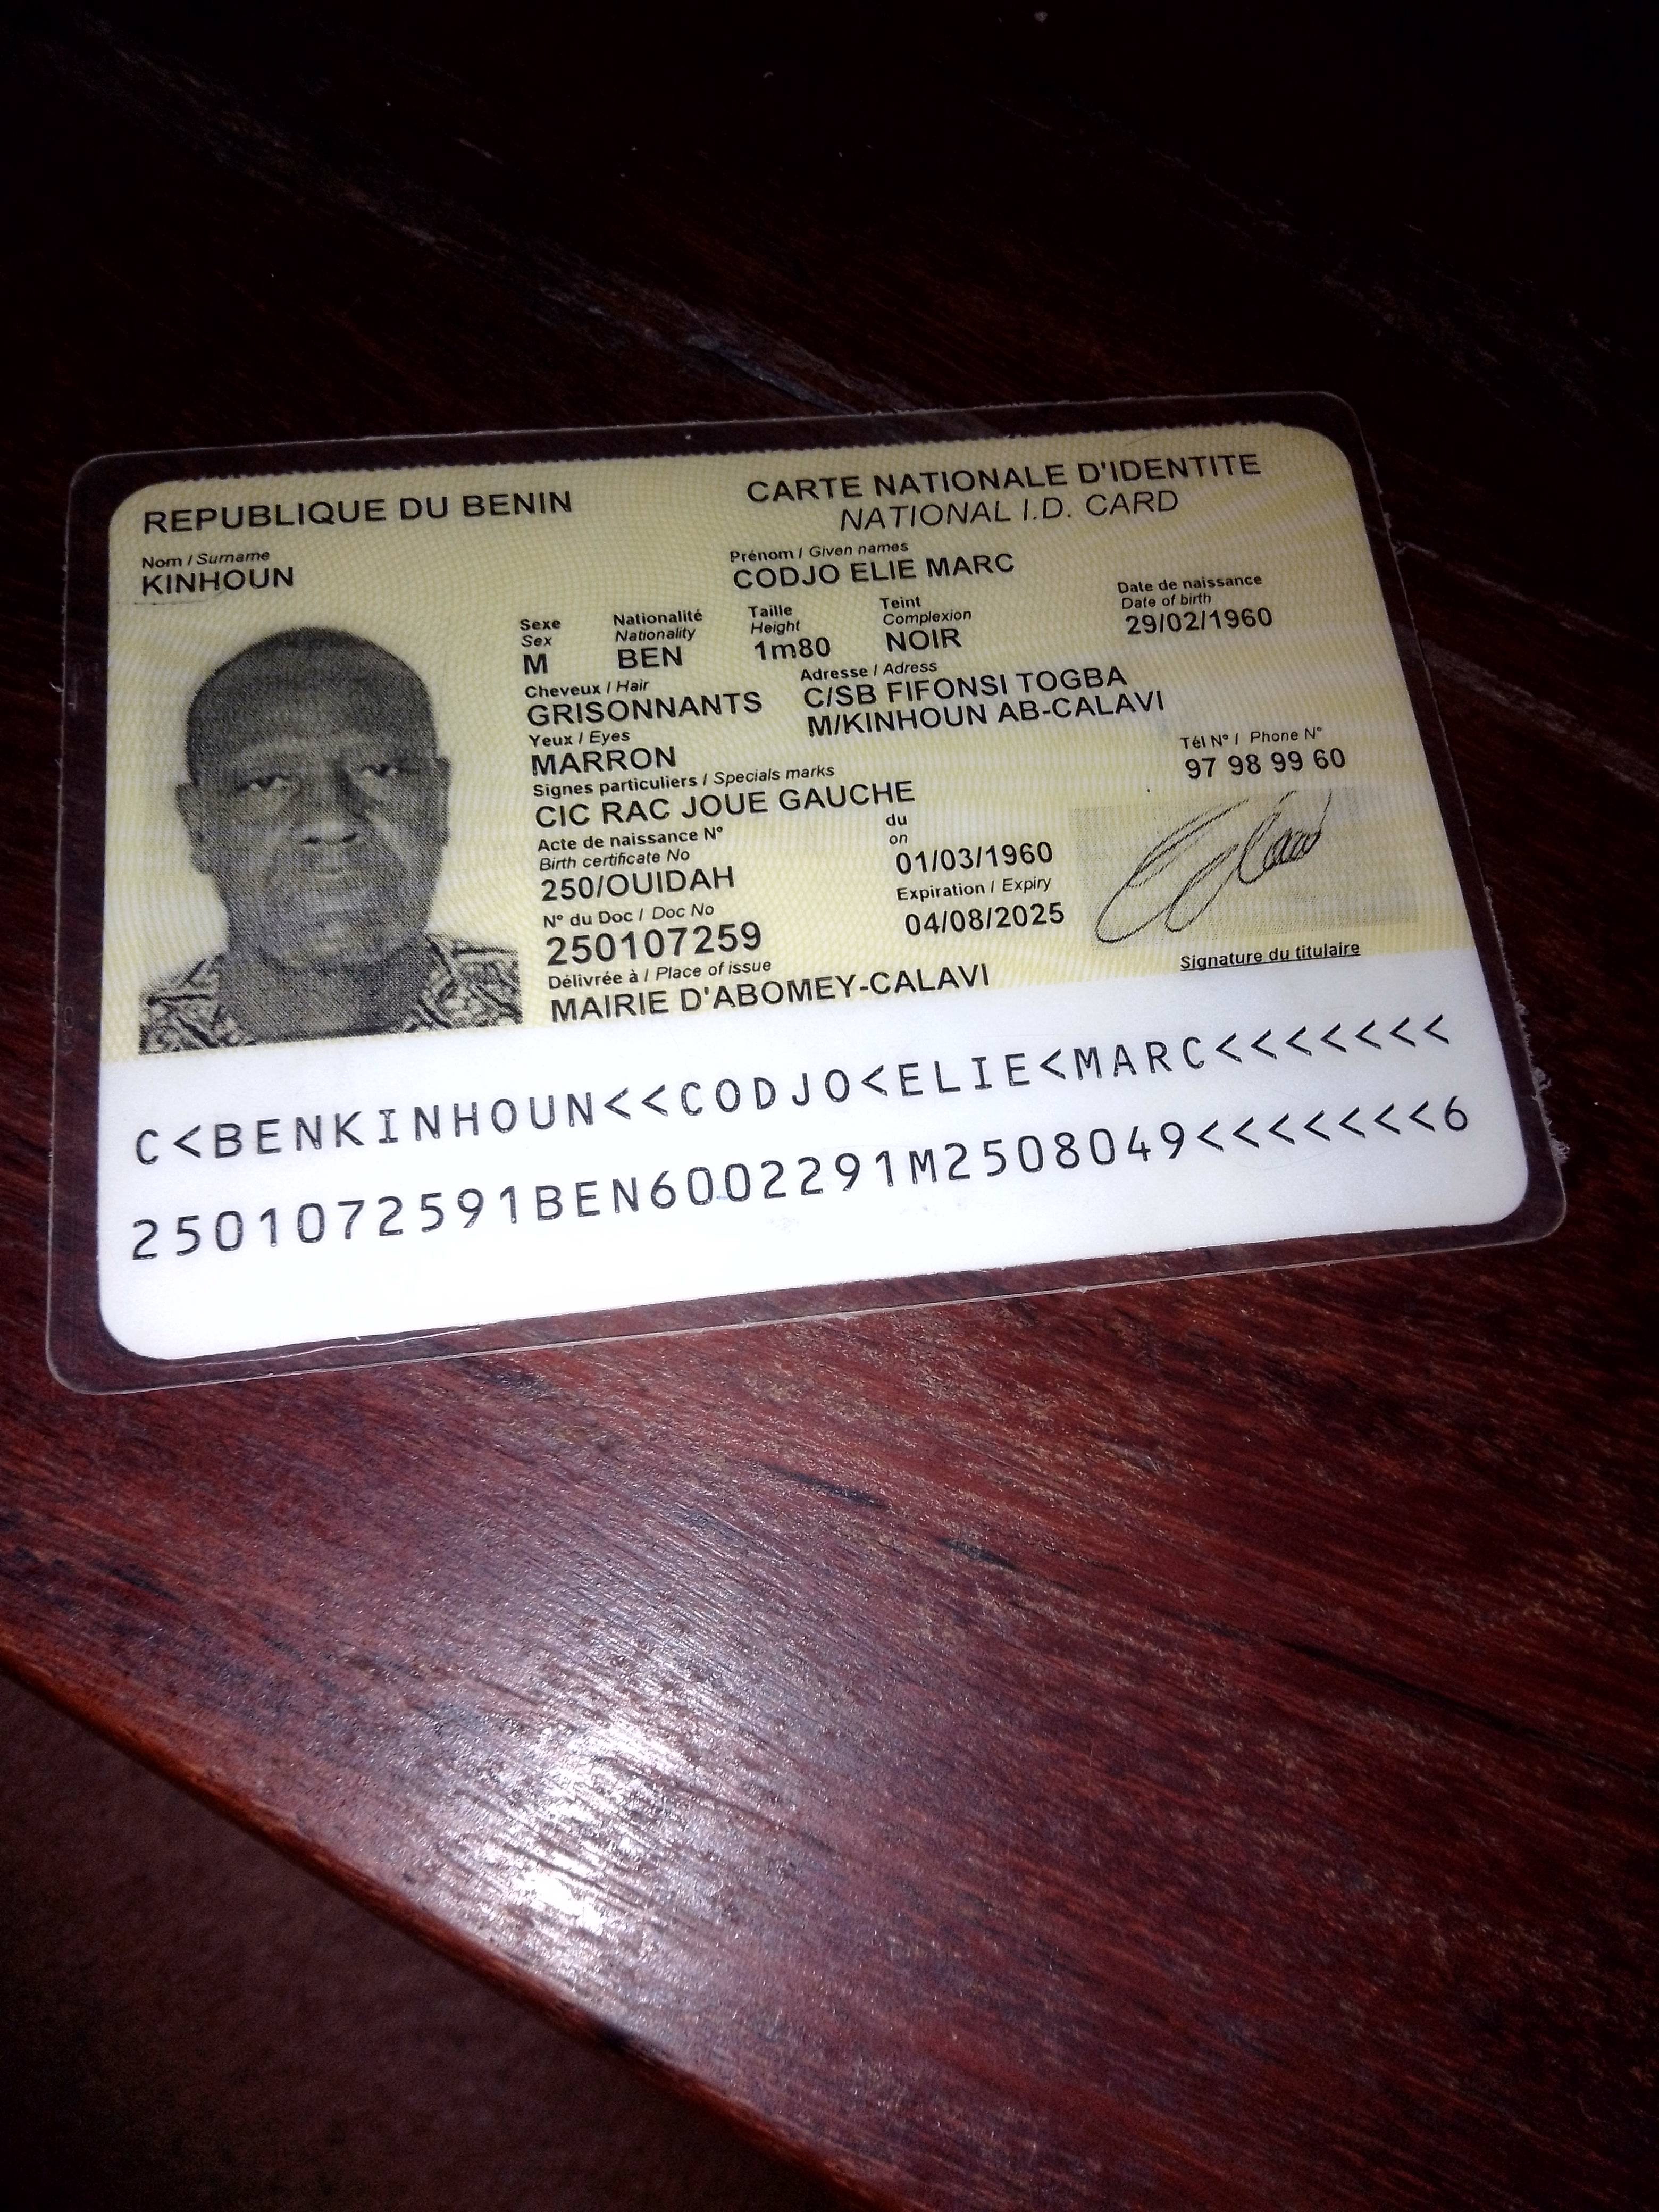 REPUBLIQUE DU BENIN
CARTE NATIONALE D'IDENTITE
NATIONAL I.D. CARD
Nom / Surname
KINHOUN
Prénom / Given names
CODJO ELIE MARC
Sexe
Sex
M
Nationalité
Nationality
BEN
Taille
Height
1m80
Teint
Complexion
NOIR
Date de naissance
Date of birth
29/02/1960
Cheveux / Hair
GRISONNANTS
Adresse / Adress
C/SB FIFONSI TOGBA
M/KINHOUN AB-CALAVI
Yeux / Eyes
MARRON
Tél N° / Phone N°
97 98 99 60
Signes particuliers / Specials marks
CIC RAC JOUE GAUCHE
Acte de naissance N°
Birth certificate No
250/OUIDAH
du
on
01/03/1960
N° du Doc / Doc No
250107259
Expiration / Expiry
04/08/2025
Délivrée à / Place of issue
MAIRIE D'ABOMEY-CALAVI
Signature du titulaire
C<BENKINHOUN<<CODJO<ELIE<MARC<<<<<<<
2501072591BEN6002291M2508049<<<<<<<6